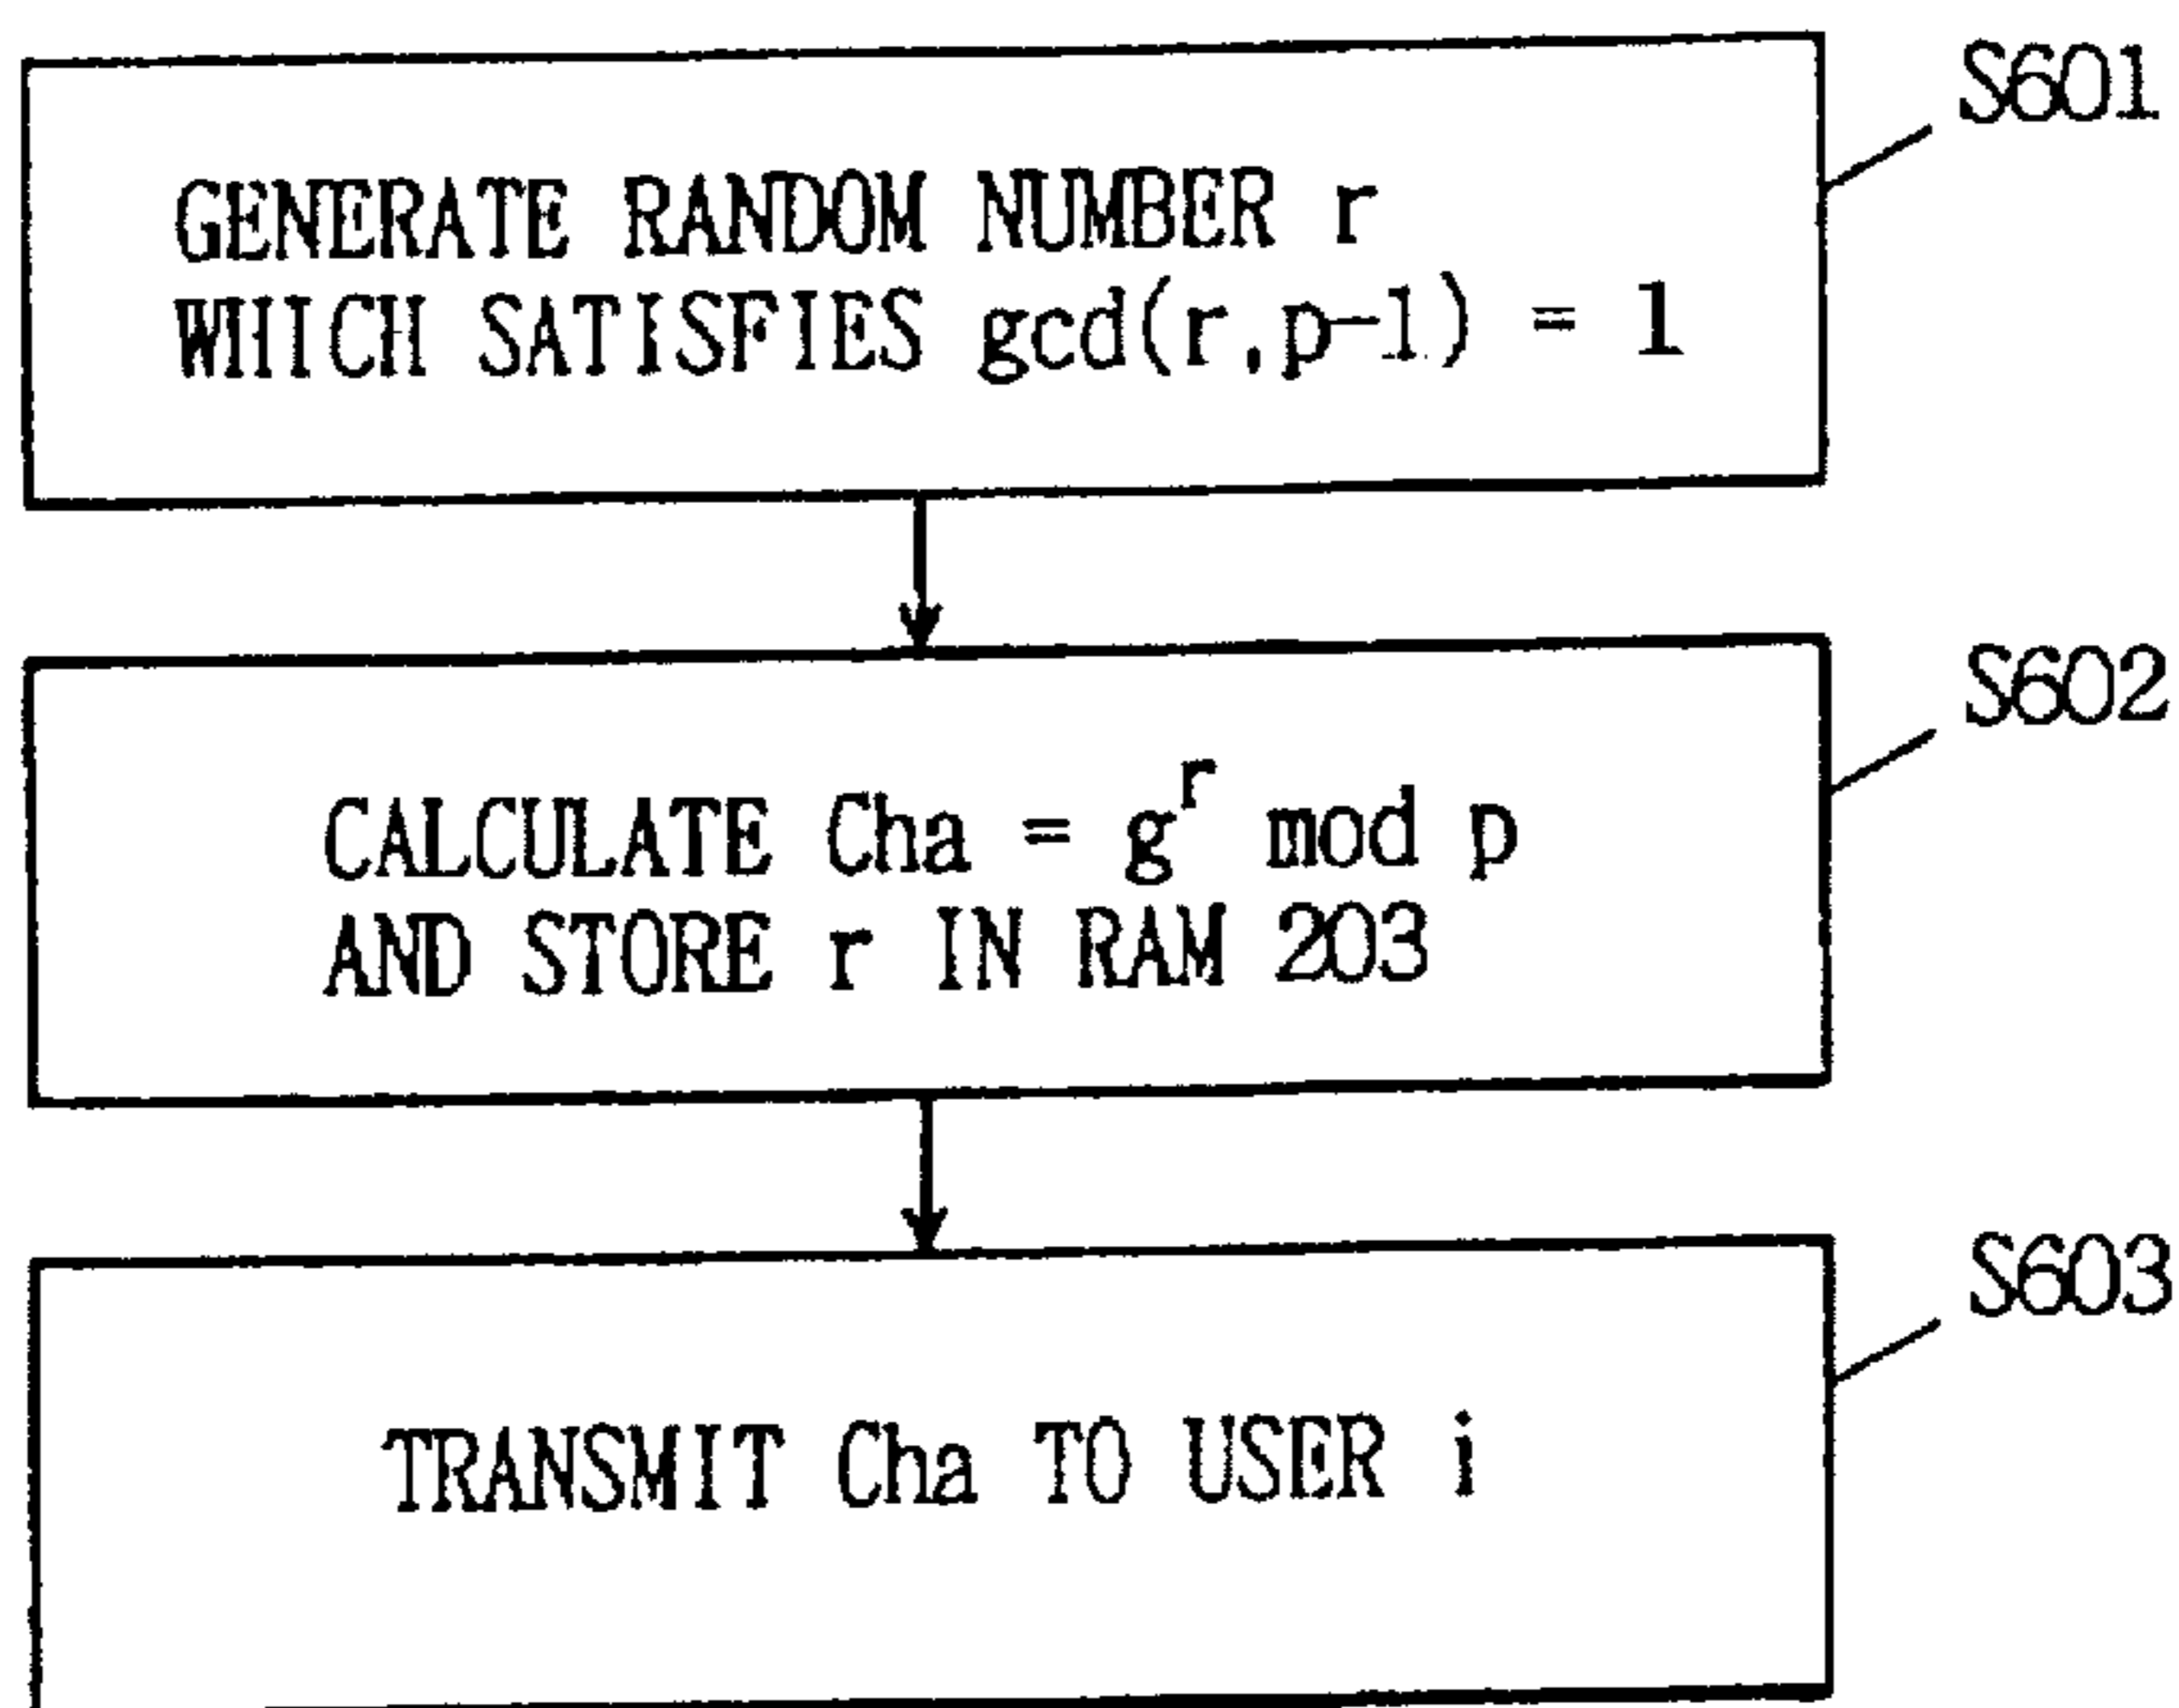 S601
GENERATE RANDOM NUMBER r
WHICH SATISFIES gcd(r,p-1) = 1
S602
CALCULATE Cha = g^r mod p
AND STORE r IN RAM 203
S603
TRANSMIT Cha TO USER i